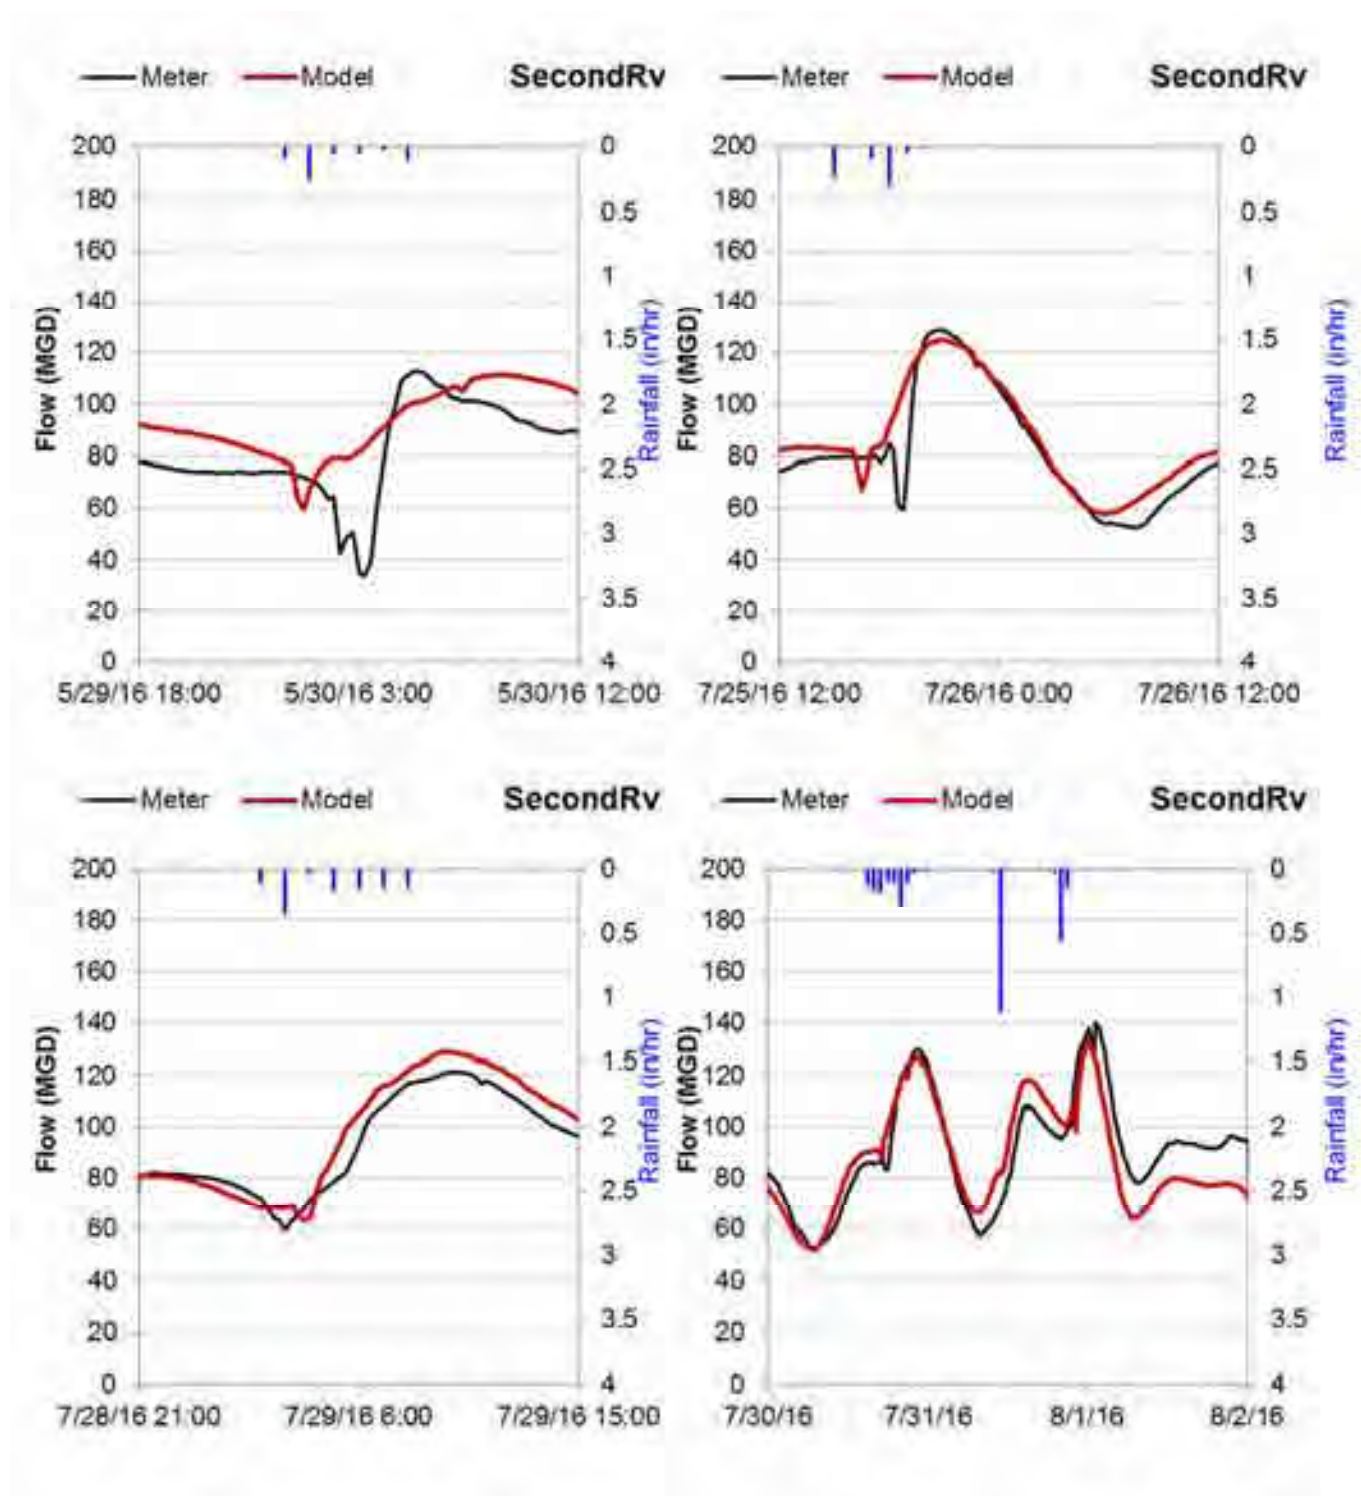 Meter Model SecondRv
200 180 160 140 120 100 80 60 40 20 0
Flow (MGD)
0 0.5 1 1.5 2 2.5 3 3.5 4
Rainfall (in/hr)
5/29/16 18:00 5/30/16 3:00 5/30/16 12:00
Meter Model SecondRv
200 180 160 140 120 100 80 60 40 20 0
Flow (MGD)
0 0.5 1 1.5 2 2.5 3 3.5 4
Rainfall (in/hr)
7/25/16 12:00 7/26/16 0:00 7/26/16 12:00
Meter Model SecondRv
200 180 160 140 120 100 80 60 40 20 0
Flow (MGD)
0 0.5 1 1.5 2 2.5 3 3.5 4
Rainfall (in/hr)
7/28/16 21:00 7/29/16 6:00 7/29/16 15:00
Meter Model SecondRv
200 180 160 140 120 100 80 60 40 20 0
Flow (MGD)
0 0.5 1 1.5 2 2.5 3 3.5 4
Rainfall (in/hr)
7/30/16 7/31/16 8/1/16 8/2/16